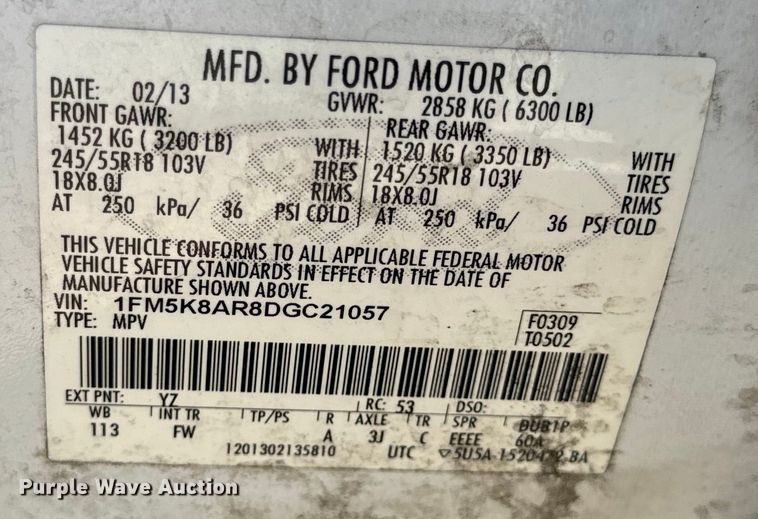 MFD. BY FORD MOTOR CO.
DATE: 02/13 GVWR: 2858 KG ( 6300 LB)
FRONT GAWR: REAR GAWR:
1452 KG ( 3200 LB) WITH 1520 KG ( 3350 LB) WITH
245/55R18 103V TIRES 245/55R18 103V TIRES
18X8.0J RIMS 18X8.0J RIMS
AT 250 kPa/ 36 PSI COLD AT 250 kPa/ 36 PSI COLD
THIS VEHICLE CONFORMS TO ALL APPLICABLE FEDERAL MOTOR
VEHICLE SAFETY STANDARDS IN EFFECT ON THE DATE OF
MANUFACTURE SHOWN ABOVE.
VIN: 1FM5K8AR8DGC21057
TYPE: MPV
F0309
T0502
EXT PNT: YZ RC: 53 DSO:
WB INT TR TP/PS R AXLE TR SPR DUB1P
113 FW A 3J C EEEE 60A
1201302135810 UTC 5U5A-1520472-BA
Purple Wave Auction